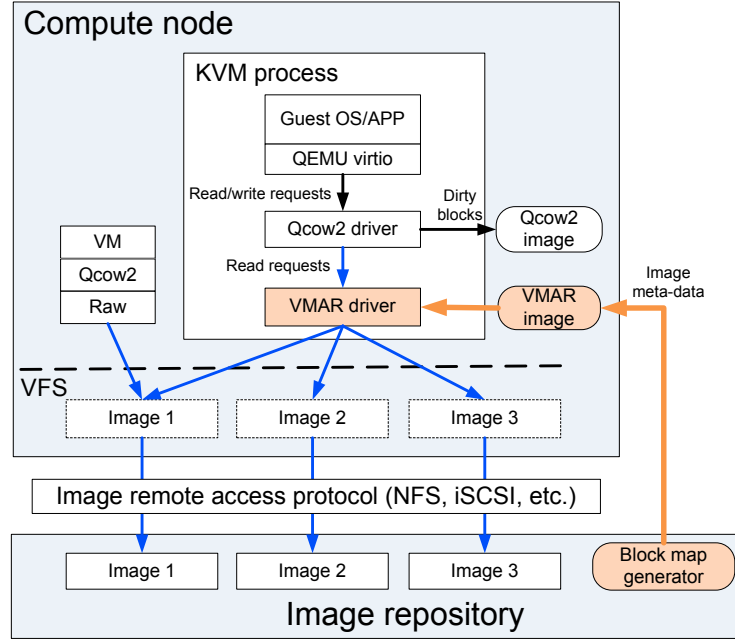 Compute node
KVM process
Guest OS/APP
QEMU virtio
Read/write requests
Dirty
blocks
Qcow2 driver
Qcow2
image
VM
Qcow2
Raw
Read requests
Image
meta-data
VMAR driver
VMAR
image
VFS
Image 1
Image 2
Image 3
Image remote access protocol (NFS, iSCSI, etc.)
Image 1
Image 2
Image 3
Block map
generator
Image repository